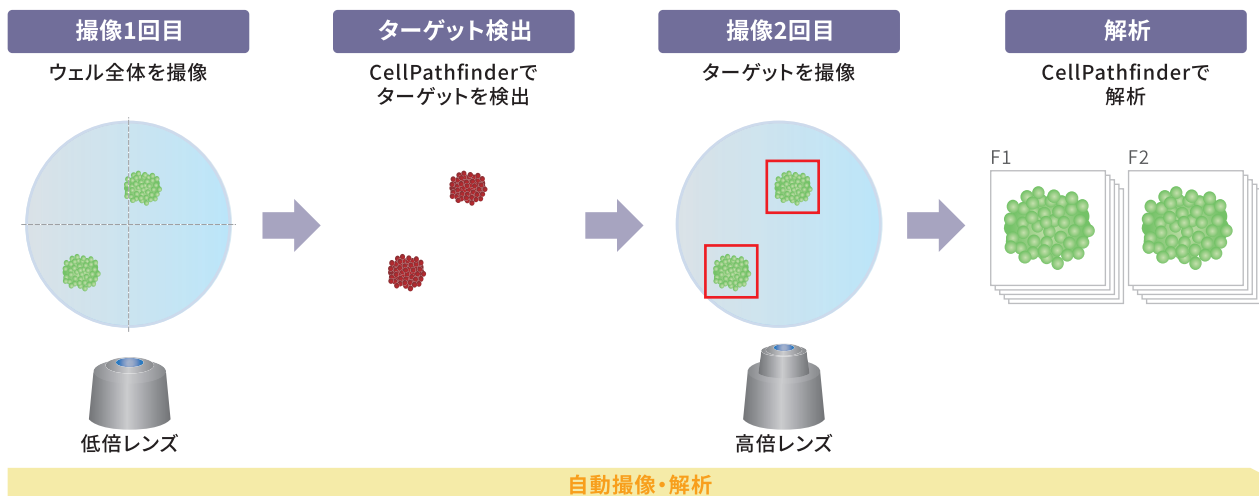 撮像1回目
ウェル全体を撮像
低倍レンズ
ターゲット検出
CellPathfinderで
ターゲットを検出
撮像2回目
ターゲットを撮像
高倍レンズ
解析
CellPathfinderで
解析
F1
F2
自動撮像・解析